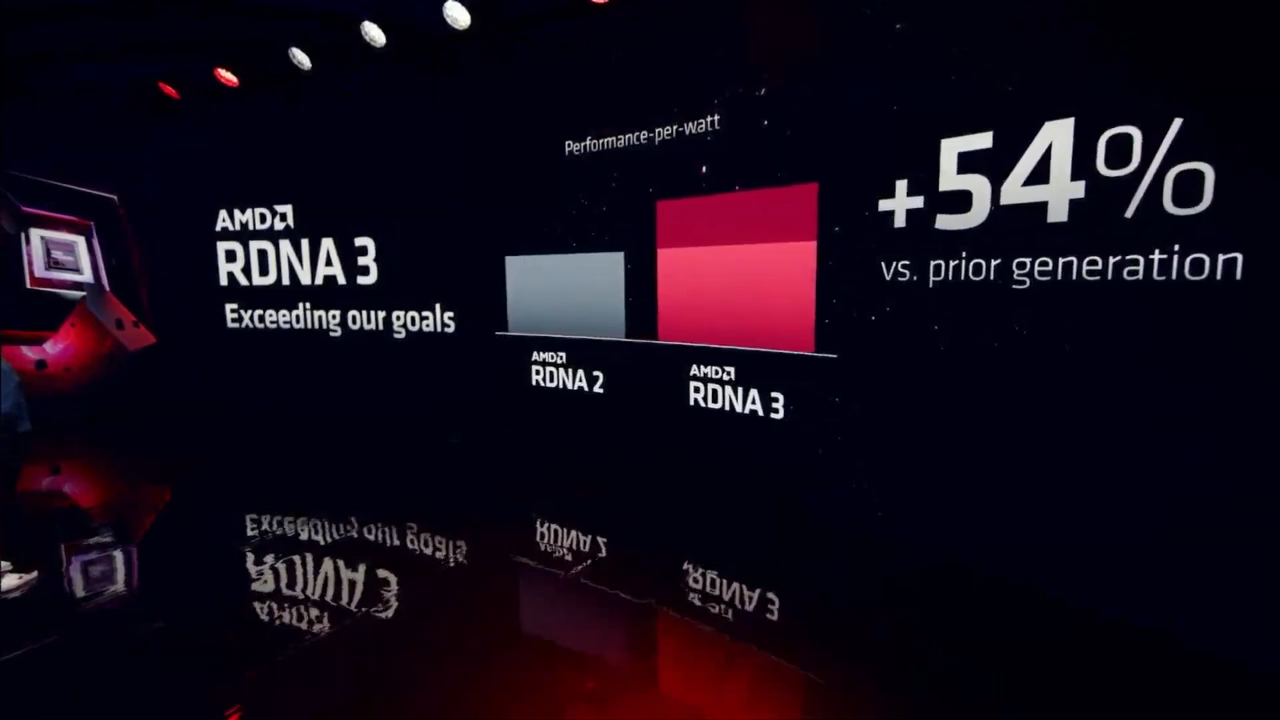 AMD
RDNA 3
Exceeding our goals
Performance-per-watt
AMD
RDNA 2
AMD
RDNA 3
+54%
vs. prior generation